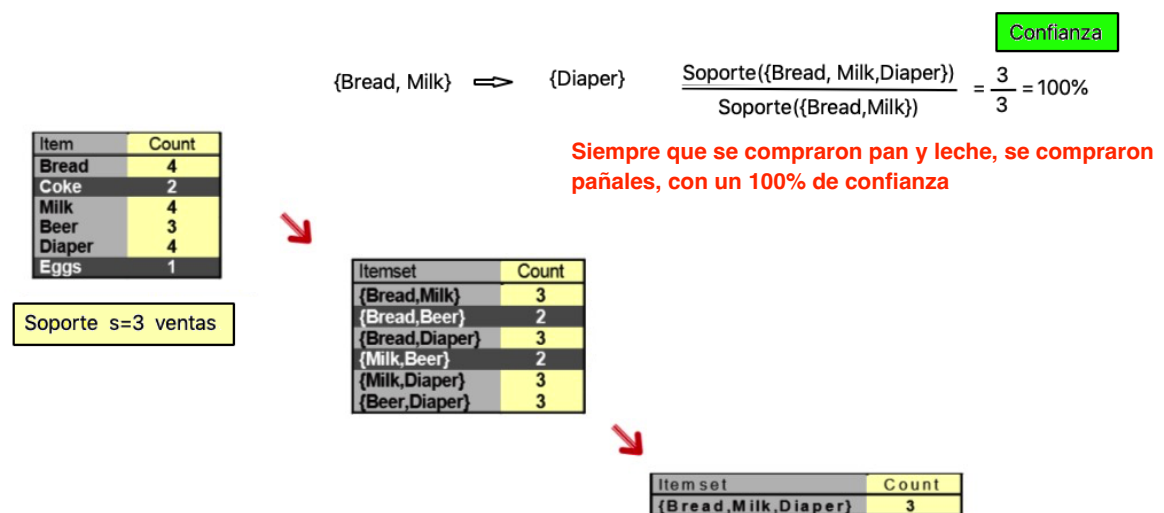 Confianza
{Bread, Milk} ⇒ {Diaper}
Soporte({Bread, Milk,Diaper})
Soporte({Bread,Milk})
= 3/3 = 100%
Siempre que se compraron pan y leche, se compraron
pañales, con un 100% de confianza
Item Count
Bread 4
Coke 2
Milk 4
Beer 3
Diaper 4
Eggs 1
Soporte s=3 ventas
Itemset Count
{Bread,Milk} 3
{Bread,Beer} 2
{Bread,Diaper} 3
{Milk,Beer} 2
{Milk,Diaper} 3
{Beer,Diaper} 3
Itemset Count
{Bread,Milk,Diaper} 3